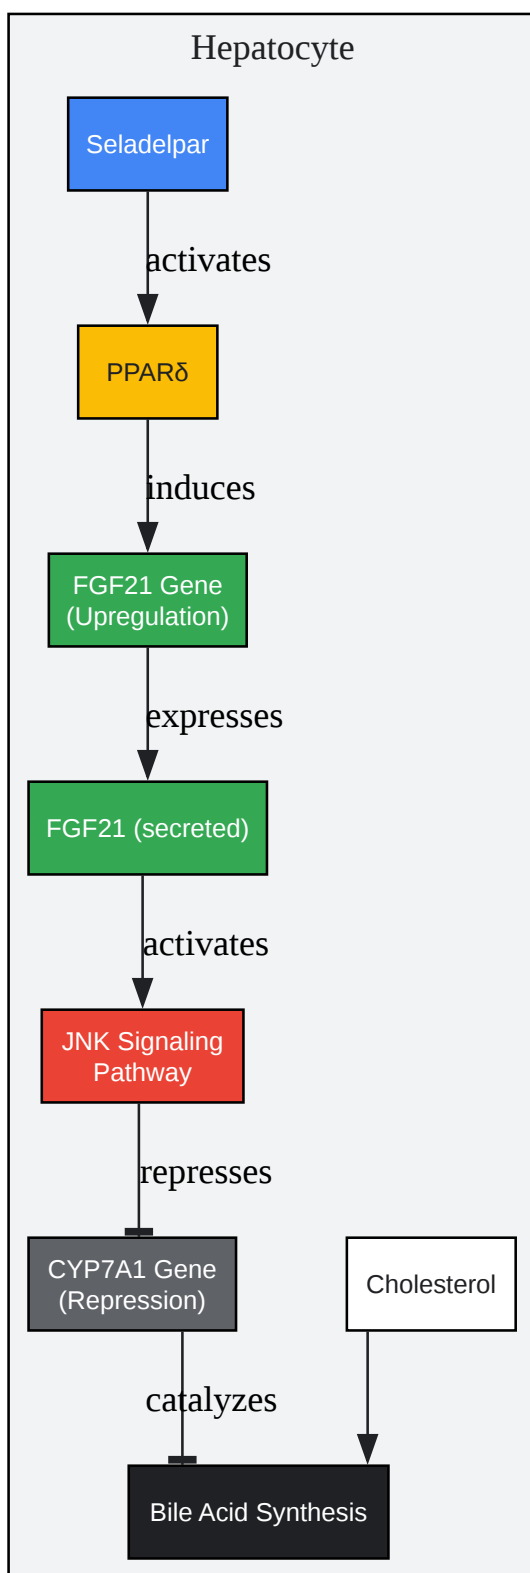 Hepatocyte
Seladelpar
activates
PPARδ
induces
FGF21 Gene
(Upregulation)
expresses
FGF21 (secreted)
activates
JNK Signaling
Pathway
represses
CYP7A1 Gene
(Repression)
Cholesterol
catalyzes
Bile Acid Synthesis